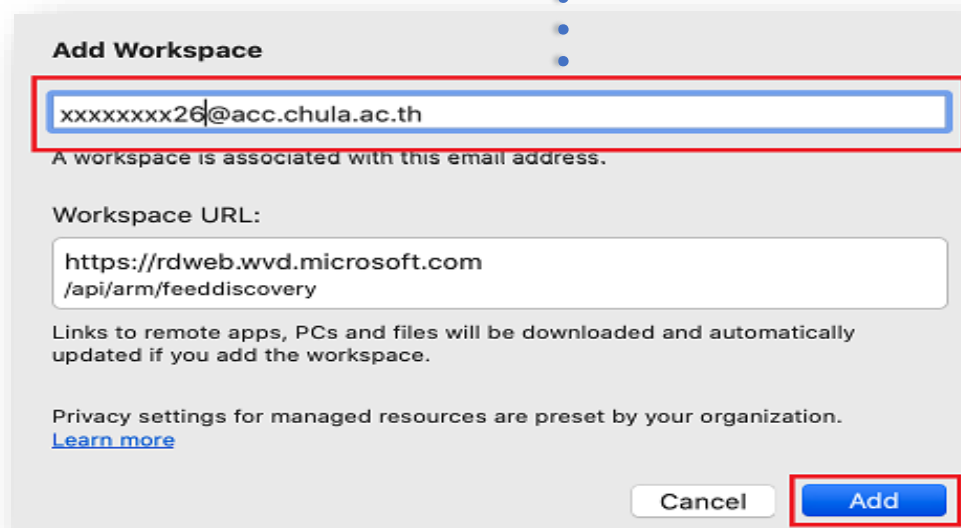 Add Workspace
xxxxxxxx26@acc.chula.ac.th
A workspace is associated with this email address.
Workspace URL:
https://rdweb.wvd.microsoft.com
/api/arm/feeddiscovery
Links to remote apps, PCs and files will be downloaded and automatically
updated if you add the workspace.
Privacy settings for managed resources are preset by your organization.
Learn more
Cancel
Add